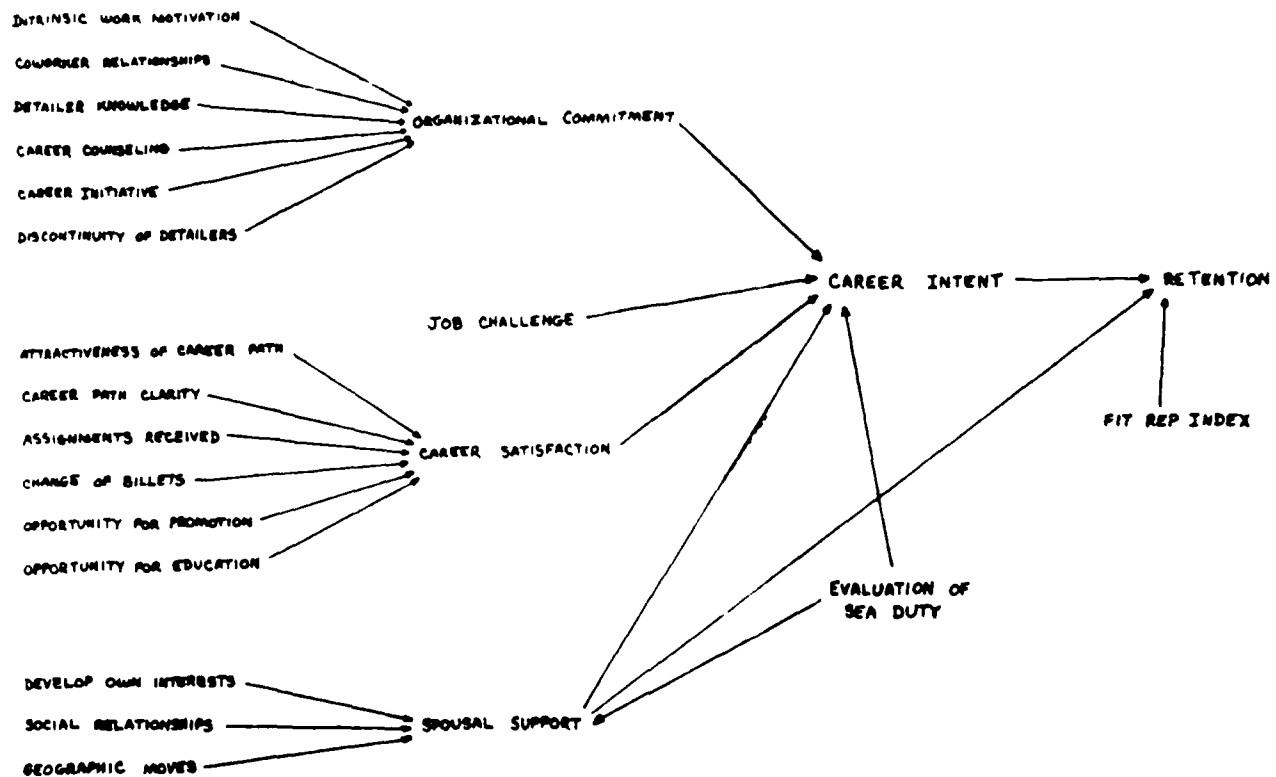 INTRINSIC WORK MOTIVATION
COWORKER RELATIONSHIPS
DETAILER KNOWLEDGE
CAREER COUNSELING
CAREER INITIATIVE
DISCONTINUITY OF DETAILERS
ORGANIZATIONAL COMMITMENT
CAREER INTENT
RETENTION
JOB CHALLENGE
ATTRACTIVENESS OF CAREER PATH
CAREER PATH CLARITY
ASSIGNMENTS RECEIVED
CHANGE OF BILLETS
OPPORTUNITY FOR PROMOTION
OPPORTUNITY FOR EDUCATION
CAREER SATISFACTION
FIT REP INDEX
EVALUATION OF
SEA DUTY
DEVELOP OWN INTERESTS
SOCIAL RELATIONSHIPS
GEOGRAPHIC MOVES
SPOUSAL SUPPORT